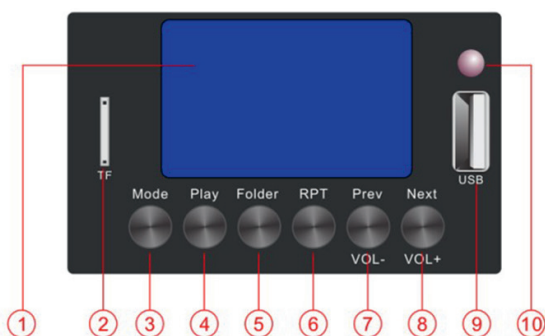 TF
USB
Mode Play Folder RPT Prev Next
VOL- VOL+
1 2 3 4 5 6 7 8 9 10